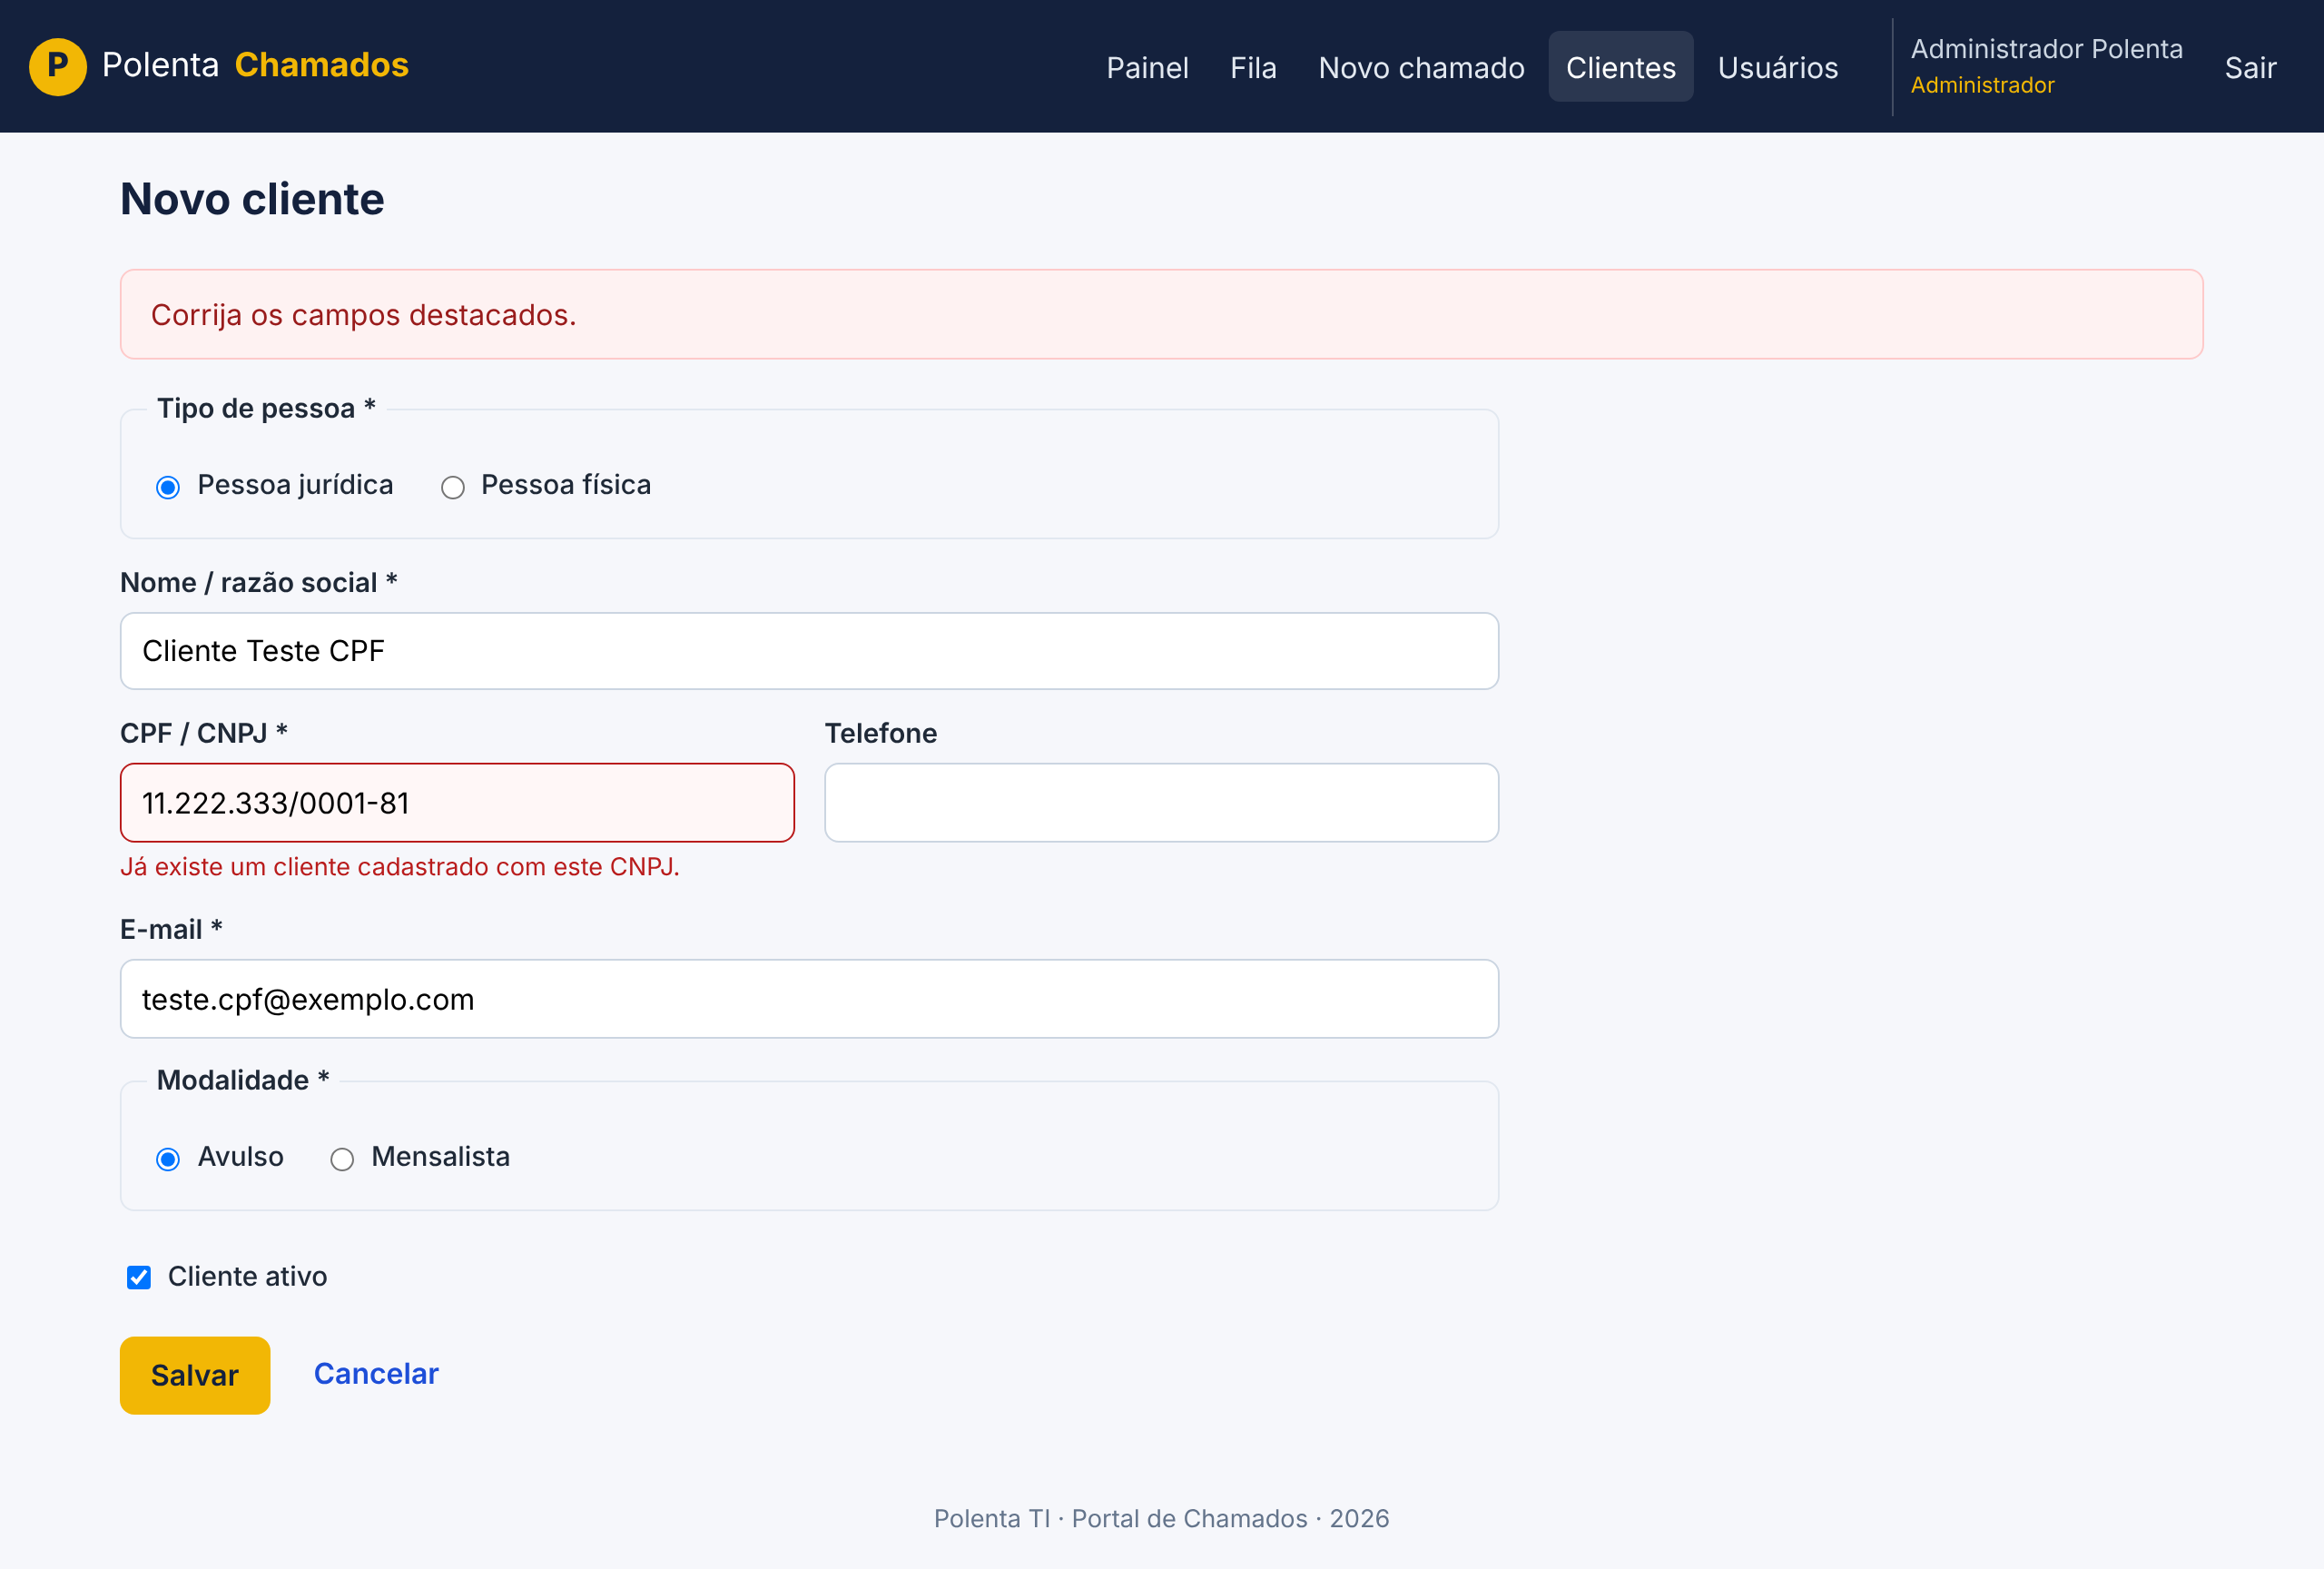 P Polenta Chamados
Painel Fila Novo chamado Clientes Usuários Administrador Polenta Sair
Administrador
Novo cliente
Corrija os campos destacados.
Tipo de pessoa *
Pessoa jurídica Pessoa física
Nome / razão social *
Cliente Teste CPF
CPF / CNPJ * Telefone
11.222.333/0001-81
Já existe um cliente cadastrado com este CNPJ.
E-mail *
teste.cpf@exemplo.com
Modalidade *
Avulso Mensalista
Cliente ativo
Salvar Cancelar
Polenta TI · Portal de Chamados · 2026